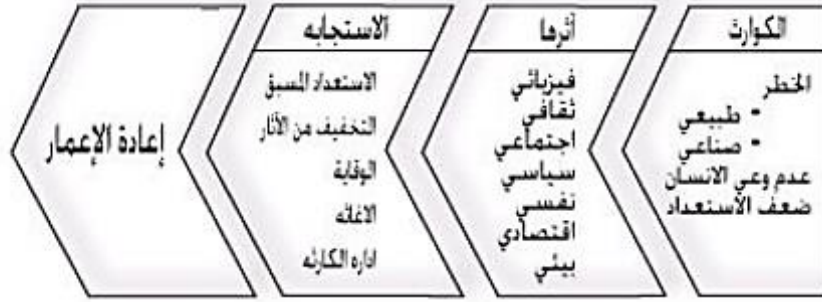 الكوارث
الخطر
- طبيعي
- صناعي
عدم وعي الانسان
ضعف الاستعداد
أثرها
فيزيائي
ثقافي
اجتماعي
سياسي
نفسي
اقتصادي
بيئي
الاستجابه
الاستعداد المسبق
التخفيف من الآثار
الوقاية
الاغاثه
اداره الكارثه
إعادة الإعمار